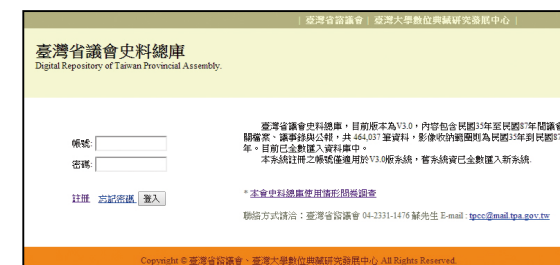 | 臺灣省諮議會 | 臺灣大學數位典藏研究發展中心 |
臺灣省議會史料總庫
Digital Repository of Taiwan Provincial Assembly.
臺灣省議會史料總庫，目前版本為V3.0，內容包含民國35年至民國87年間議會
關檔案、議事錄與公報，共 464,037 筆資料，影像收納範圍則為民國35年到民國87
年。目前已全數匯入資料庫中。
本系統註冊之帳號僅適用於V3.0版系統，舊系統資已全數匯入新系統.
帳號:
密碼:
註冊 忘記密碼 登入
* 本會史料總庫使用情形問卷調查
聯絡方式請洽：臺灣省諮議會 04-2331-1476 蘇先生 E-mail : tpcc@mail.tpa.gov.tw
Copyright © 臺灣省諮議會、臺灣大學數位典藏研究發展中心 All Rights Reserved.